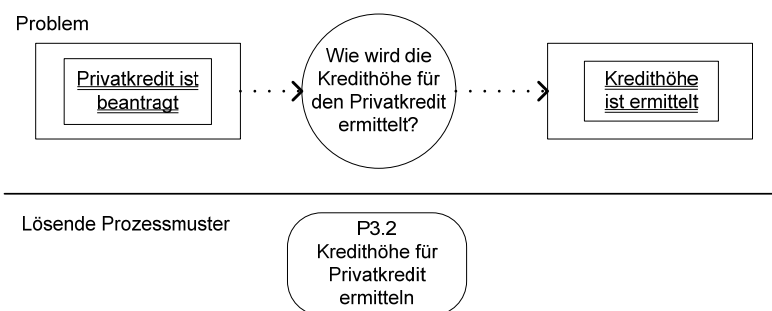 Problem
Privatkredit ist
beantragt
Wie wird die
Kredithöhe für
den Privatkredit
ermittelt?
Kredithöhe
ist ermittelt
Lösende Prozessmuster
P3.2
Kredithöhe für
Privatkredit
ermitteln